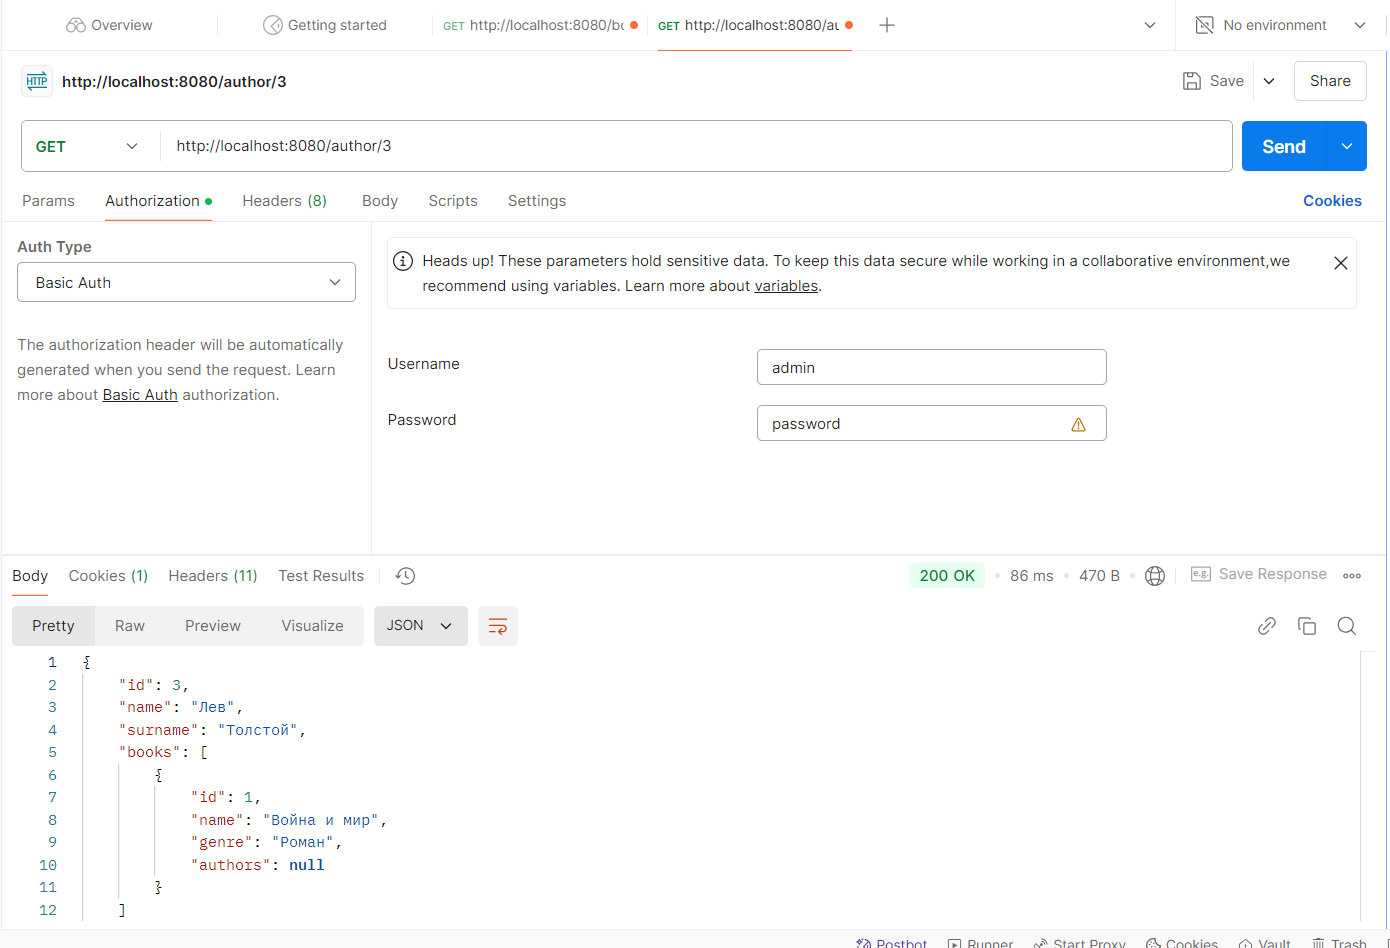 Overview
Getting started
GET http://localhost:8080/bo
GET http://localhost:8080/au
No environment
HTTP http://localhost:8080/author/3
Save
Share
GET
http://localhost:8080/author/3
Send
Params
Authorization
Headers (8)
Body
Scripts
Settings
Cookies
Auth Type
Basic Auth
The authorization header will be automatically
generated when you send the request. Learn
more about Basic Auth authorization.
Heads up! These parameters hold sensitive data. To keep this data secure while working in a collaborative environment,we
recommend using variables. Learn more about variables.
Username
admin
Password
password
Body
Cookies (1)
Headers (11)
Test Results
200 OK
86 ms
470 B
e.g.
Save Response
Pretty
Raw
Preview
Visualize
JSON
1 {
2 "id": 3,
3 "name": "Лев",
4 "surname": "Толстой",
5 "books": [
6 {
7 "id": 1,
8 "name": "Война и мир",
9 "genre": "Роман",
10 "authors": null
11 }
12 ]
Postbot
Runner
Start Proxy
Cookies
Vault
Trash